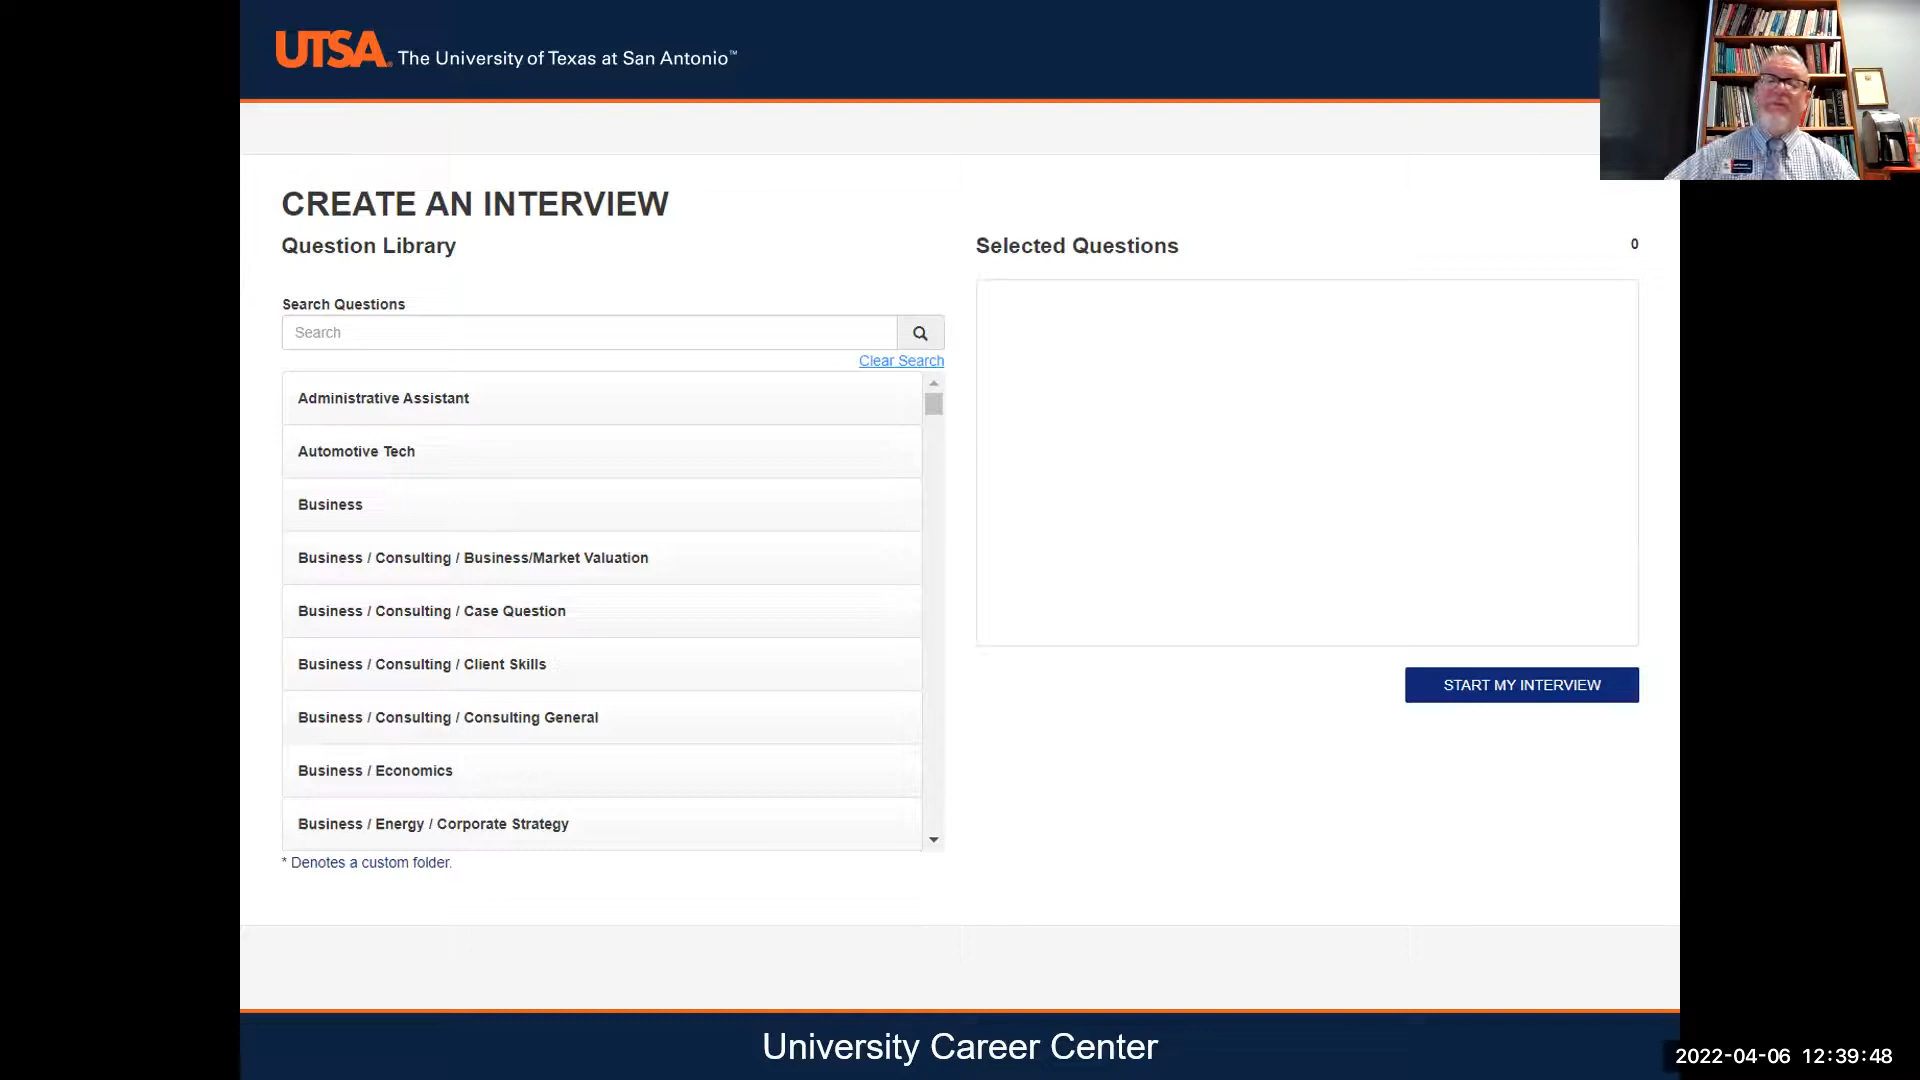 UTSA The University of Texas at San Antonio™
CREATE AN INTERVIEW
Question Library
Selected Questions
0
Search Questions
Search
Clear Search
Administrative Assistant
Automotive Tech
Business
Business / Consulting / Business/Market Valuation
Business / Consulting / Case Question
Business / Consulting / Client Skills
Business / Consulting / Consulting General
Business / Economics
Business / Energy / Corporate Strategy
* Denotes a custom folder.
START MY INTERVIEW
University Career Center
2022-04-06 12:39:48